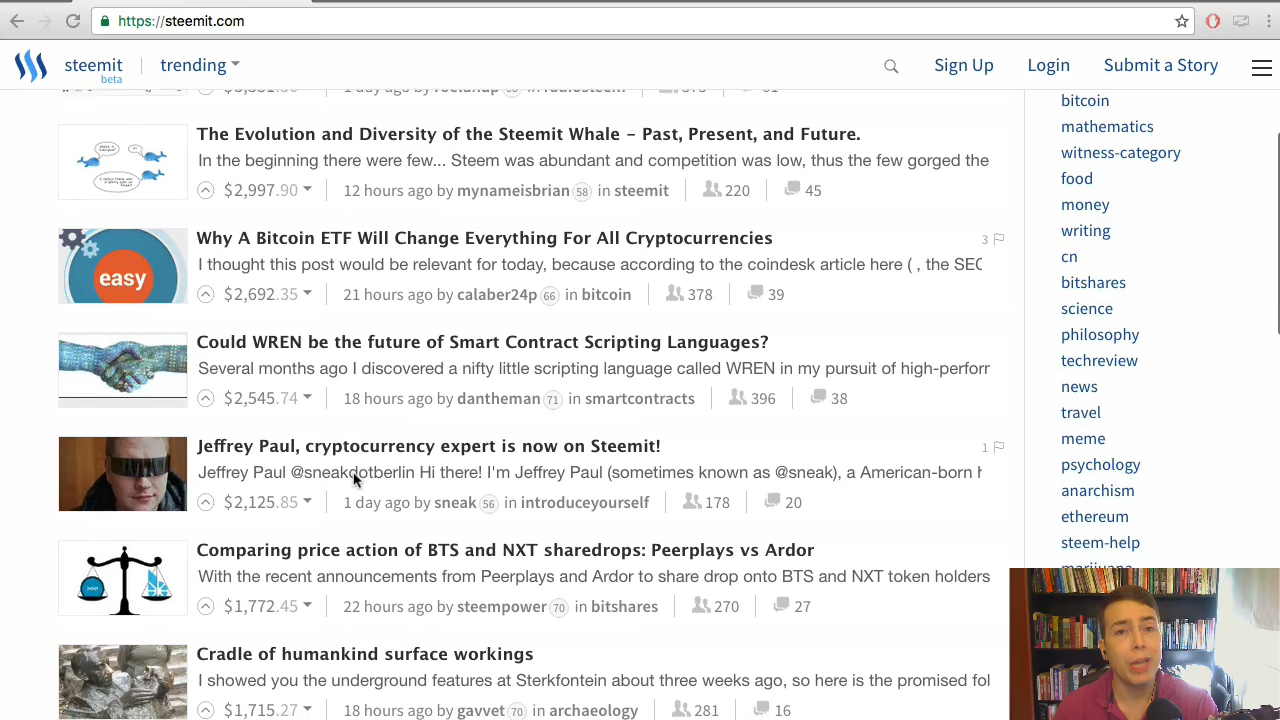 https://steemit.com
steemit
beta
trending
Sign Up
Login
Submit a Story
1 day ago by
in
The Evolution and Diversity of the Steemit Whale – Past, Present, and Future.
In the beginning there were few... Steem was abundant and competition was low, thus the few gorged the
$2,997.90
12 hours ago by mynameisbrian 58 in steemit
220
45
Why A Bitcoin ETF Will Change Everything For All Cryptocurrencies
3
I thought this post would be relevant for today, because according to the coindesk article here ( , the SEC
easy
$2,692.35
21 hours ago by calaber24p 66 in bitcoin
378
39
Could WREN be the future of Smart Contract Scripting Languages?
Several months ago I discovered a nifty little scripting language called WREN in my pursuit of high-perforr
$2,545.74
18 hours ago by dantheman 71 in smartcontracts
396
38
Jeffrey Paul, cryptocurrency expert is now on Steemit!
1
Jeffrey Paul @sneakdotberlin Hi there! I'm Jeffrey Paul (sometimes known as @sneak), a American-born h
$2,125.85
1 day ago by sneak 56 in introduceyourself
178
20
Comparing price action of BTS and NXT sharedrops: Peerplays vs Ardor
With the recent announcements from Peerplays and Ardor to share drop onto BTS and NXT token holders
$1,772.45
22 hours ago by steempower 70 in bitshares
270
27
Cradle of humankind surface workings
I showed you the underground features at Sterkfontein about three weeks ago, so here is the promised fol
$1,715.27
18 hours ago by gavvet 70 in archaeology
281
16
bitcoin
mathematics
witness-category
food
money
writing
cn
bitshares
science
philosophy
techreview
news
travel
meme
psychology
anarchism
ethereum
steem-help
marijuana